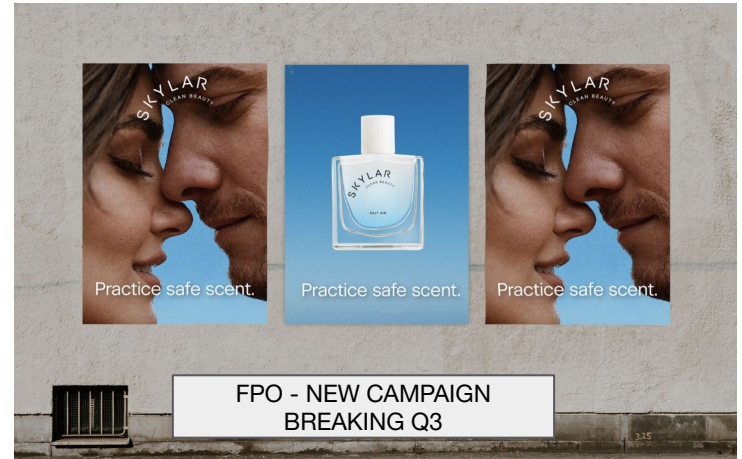 SKYLAR
CLEAN BEAUTY
Practice safe scent.
SKYLAR
CLEAN BEAUTY
SALT AIR
Practice safe scent.
SKYLAR
CLEAN BEAUTY
Practice safe scent.
FPO - NEW CAMPAIGN
BREAKING Q3
325